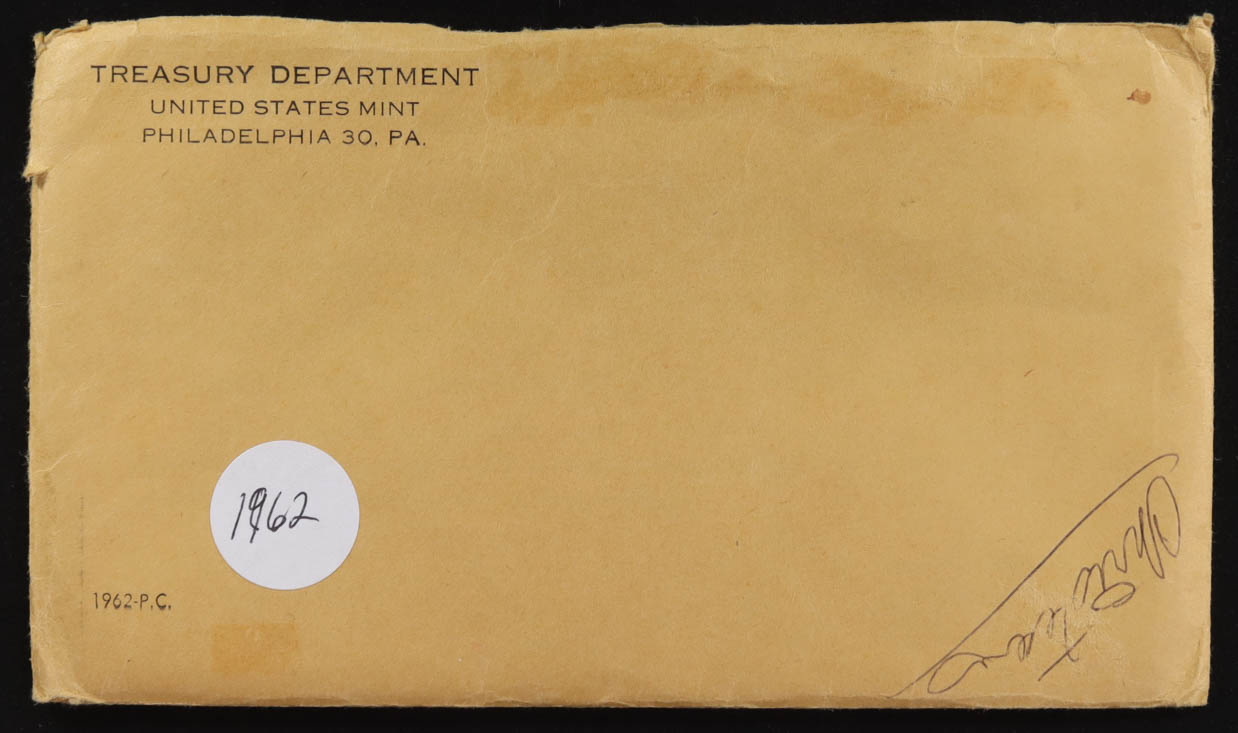 TREASURY DEPARTMENT
UNITED STATES MINT
PHILADELPHIA 30, PA.
1962
1962-P.C.